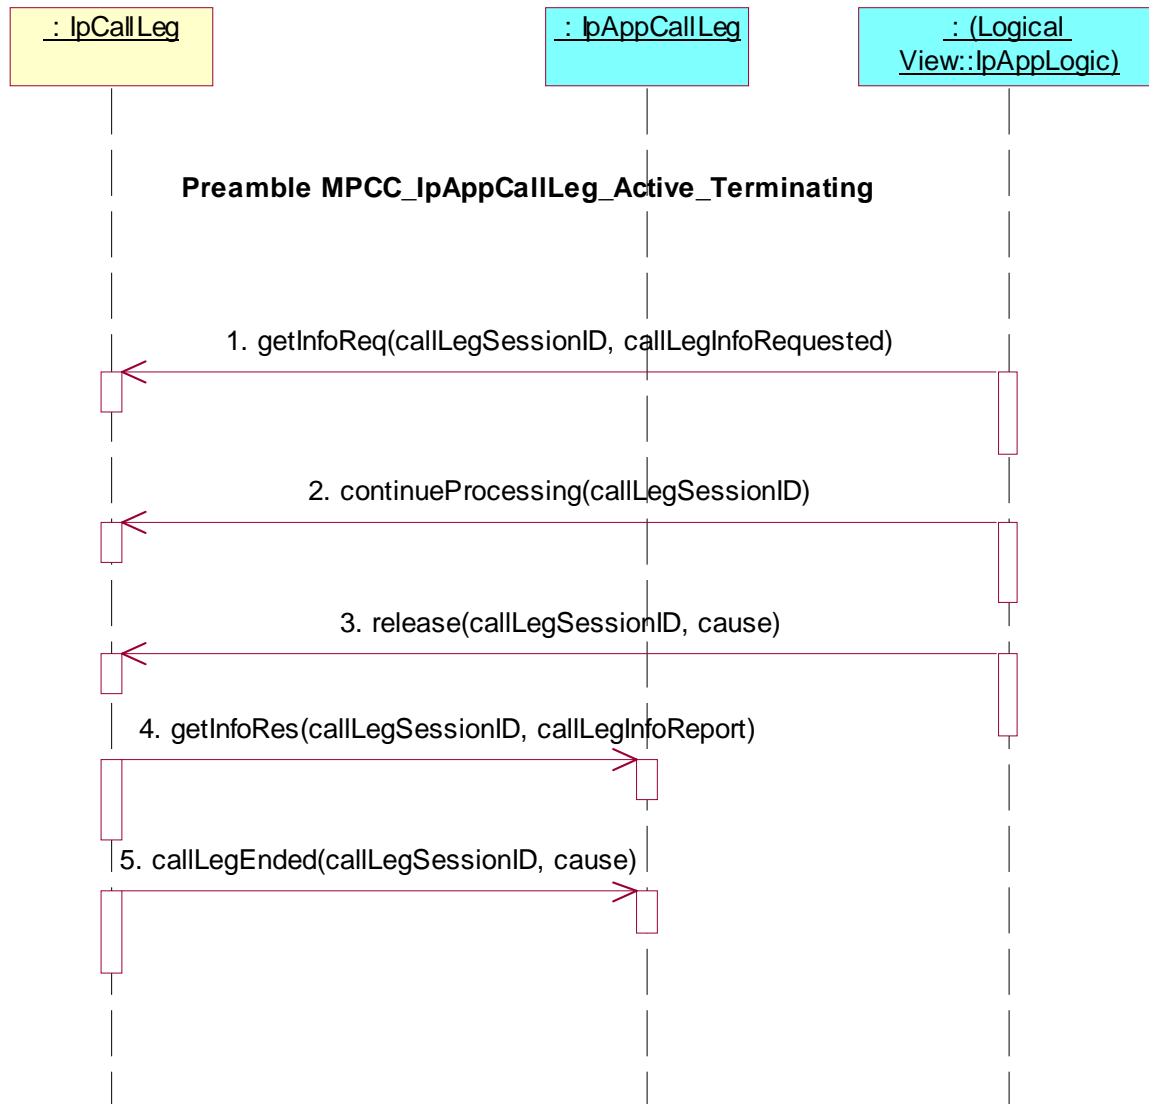 : IpCallLeg
: IpAppCallLeg
: (Logical
View::IpAppLogic)
Preamble MPCC_IpAppCallLeg_Active_Terminating
1. getInfoReq(callLegSessionID, callLegInfoRequested)
2. continueProcessing(callLegSessionID)
3. release(callLegSessionID, cause)
4. getInfoRes(callLegSessionID, callLegInfoReport)
5. callLegEnded(callLegSessionID, cause)